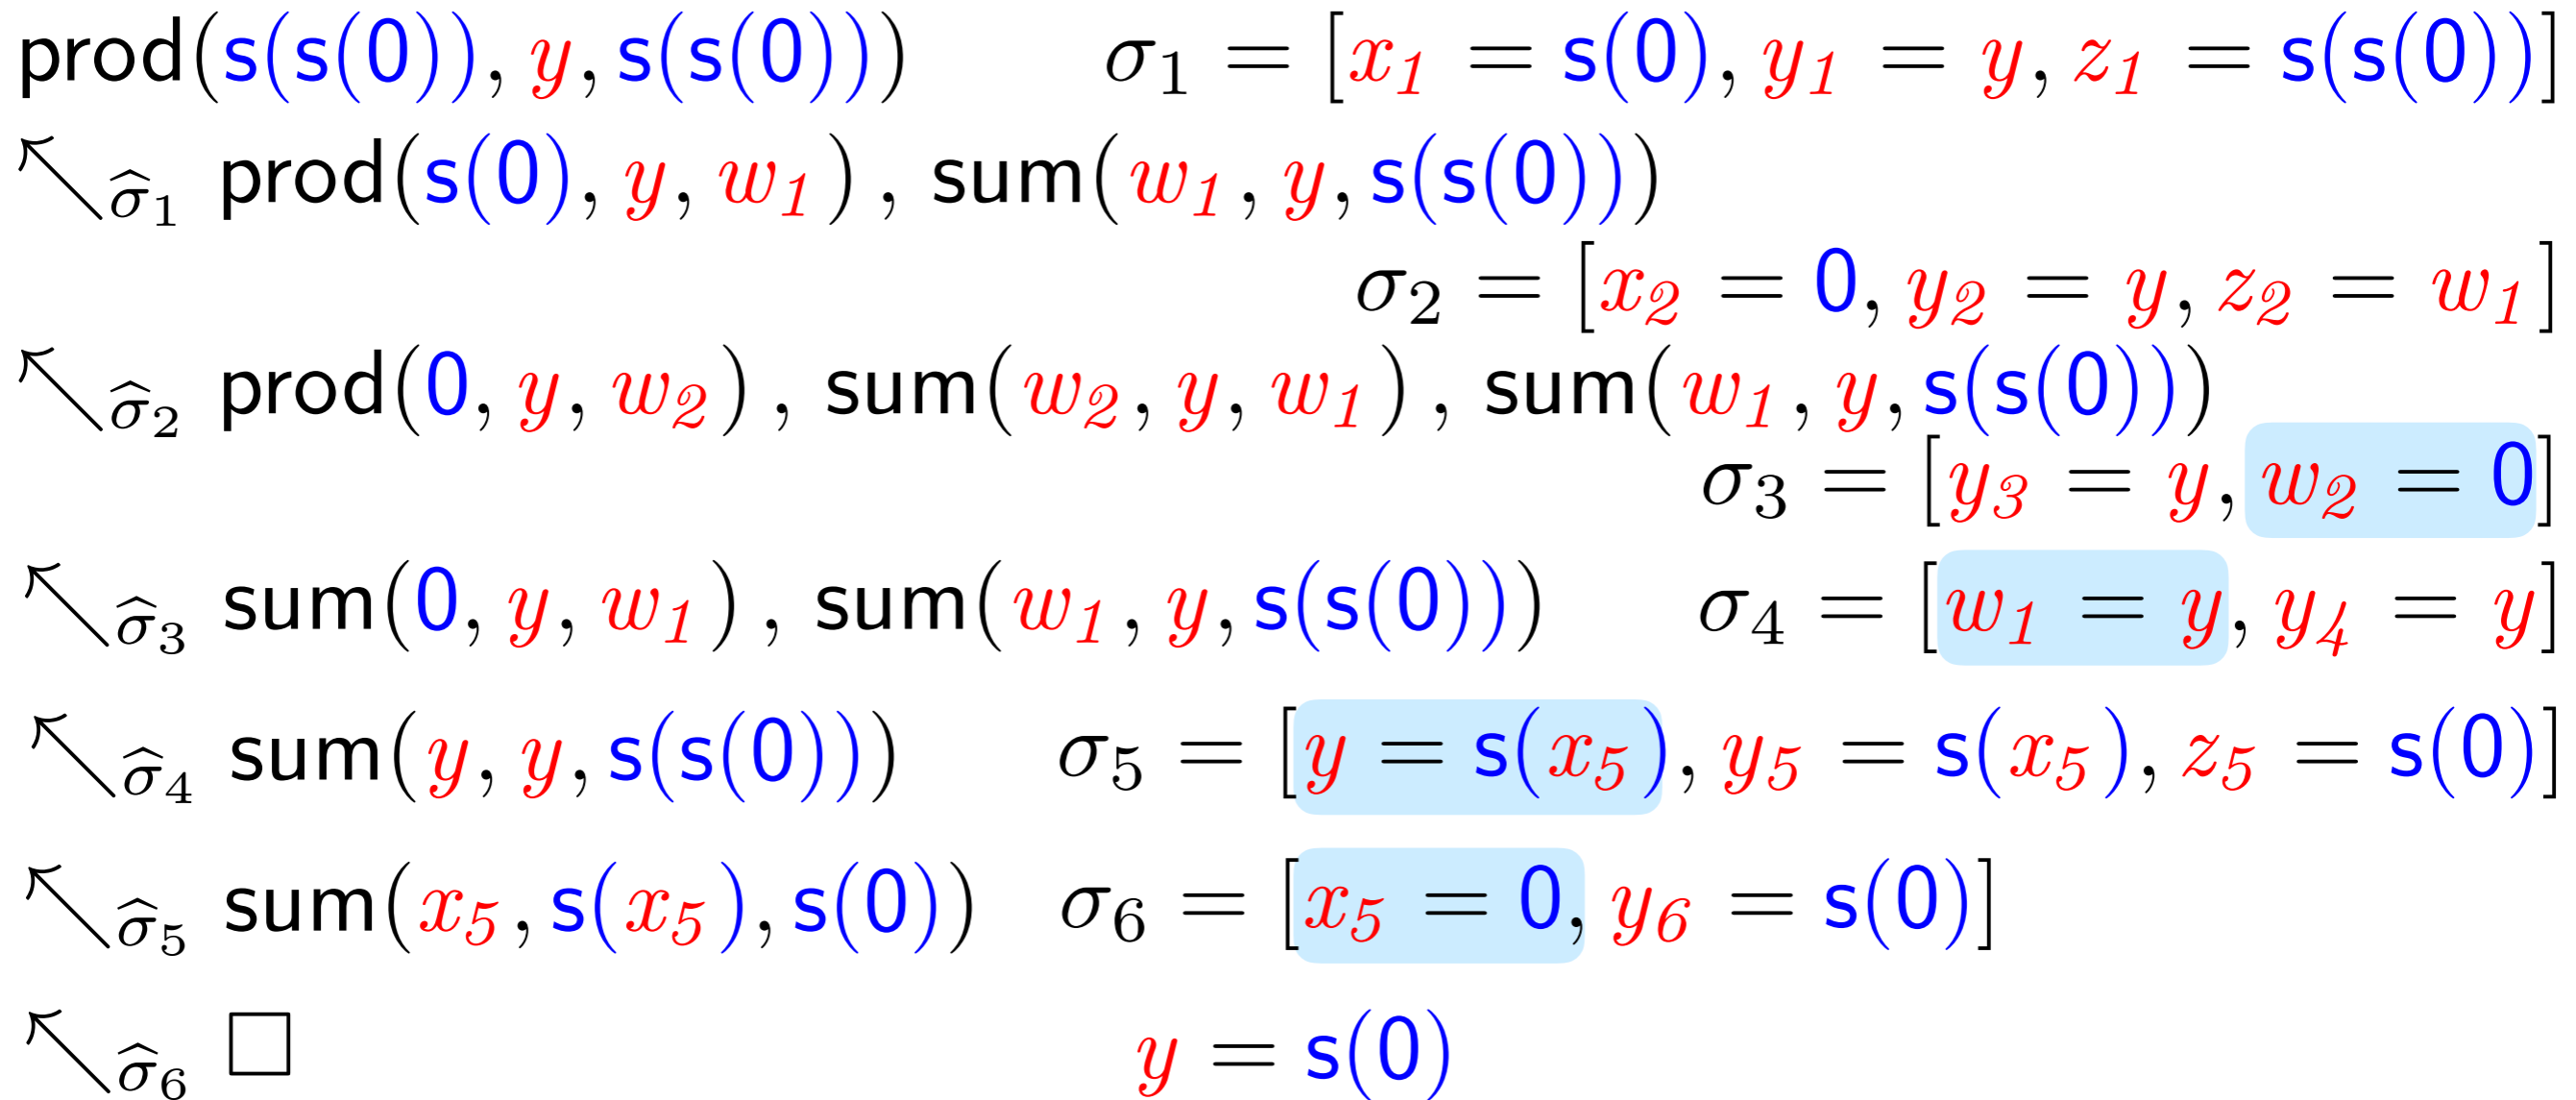 prod(s(s(0)), y, s(s(0))) σ₁ = [x₁ = s(0), y₁ = y, z₁ = s(s(0))]
↖σ̂₁ prod(s(0), y, w₁) , sum(w₁, y, s(s(0)))
σ₂ = [x₂ = 0, y₂ = y, z₂ = w₁]
↖σ̂₂ prod(0, y, w₂) , sum(w₂, y, w₁) , sum(w₁, y, s(s(0)))
σ₃ = [y₃ = y, w₂ = 0]
↖σ̂₃ sum(0, y, w₁) , sum(w₁, y, s(s(0))) σ₄ = [w₁ = y, y₄ = y]
↖σ̂₄ sum(y, y, s(s(0))) σ₅ = [y = s(x₅), y₅ = s(x₅), z₅ = s(0)]
↖σ̂₅ sum(x₅, s(x₅), s(0)) σ₆ = [x₅ = 0, y₆ = s(0)]
↖σ̂₆ □ y = s(0)